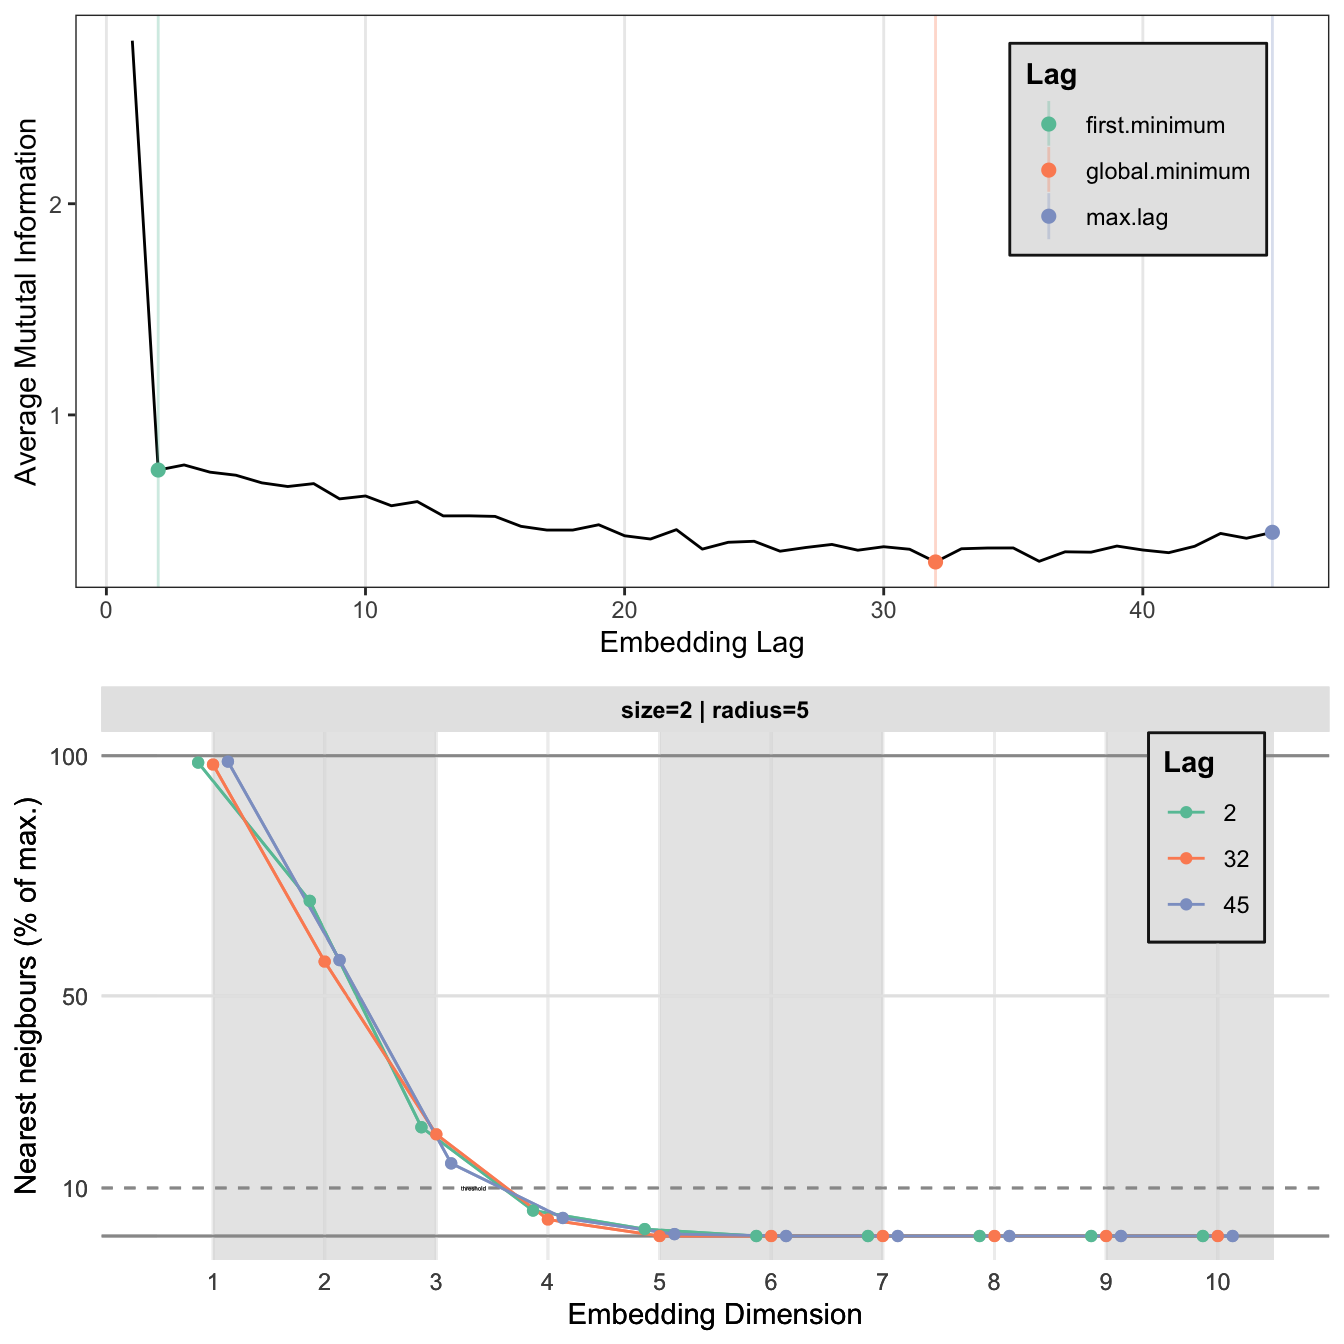 Average Mututal Information
2
1
Lag
first.minimum
global.minimum
max.lag
0 10 20 30 40
Embedding Lag
size=2 | radius=5
Nearest neigbours (% of max.)
100
50
10
threshold
Lag
2
32
45
1 2 3 4 5 6 7 8 9 10
Embedding Dimension